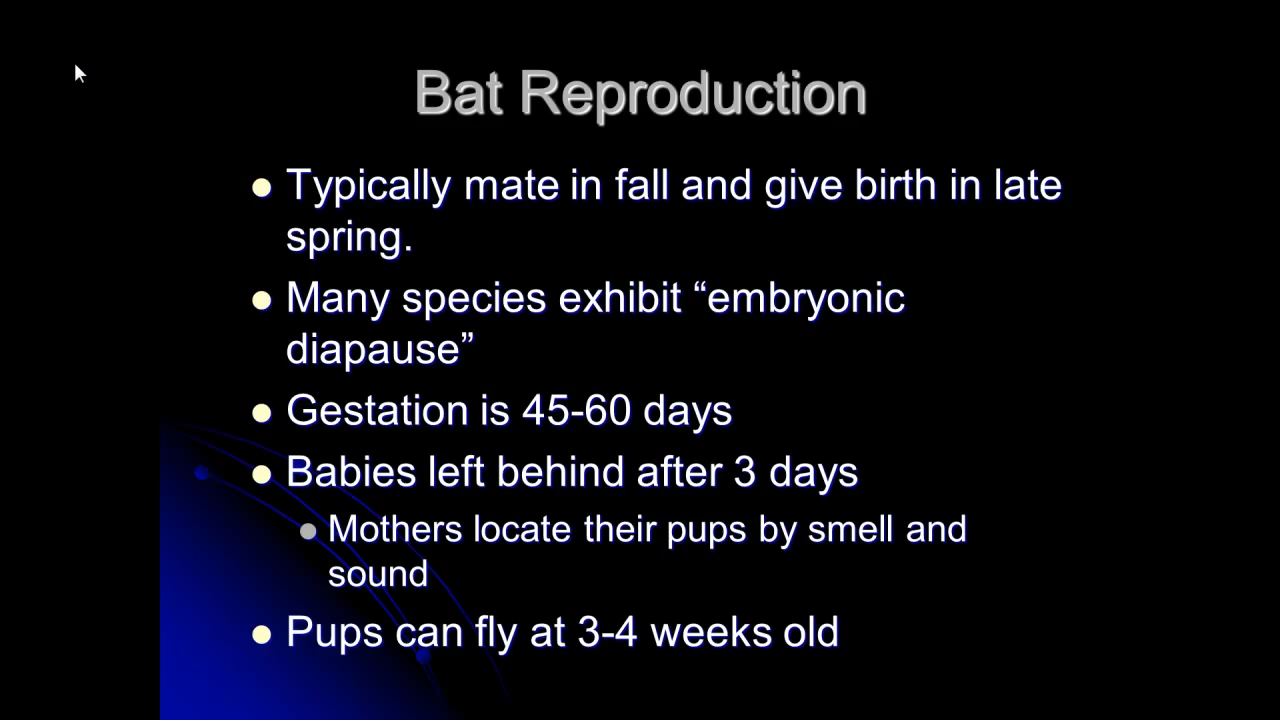 Bat Reproduction
Typically mate in fall and give birth in late
spring.
Many species exhibit “embryonic
diapause”
Gestation is 45-60 days
Babies left behind after 3 days
Mothers locate their pups by smell and
sound
Pups can fly at 3-4 weeks old